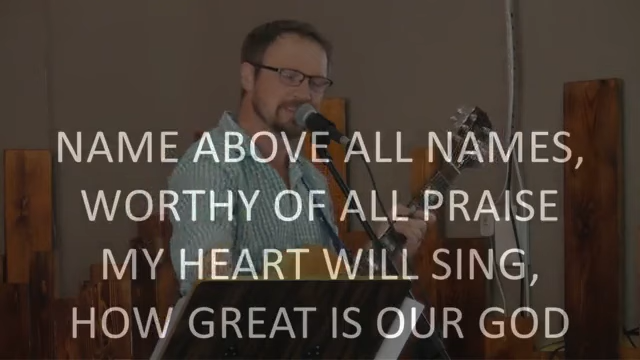 NAME ABOVE ALL NAMES,
WORTHY OF ALL PRAISE
MY HEART WILL SING,
HOW GREAT IS OUR GOD